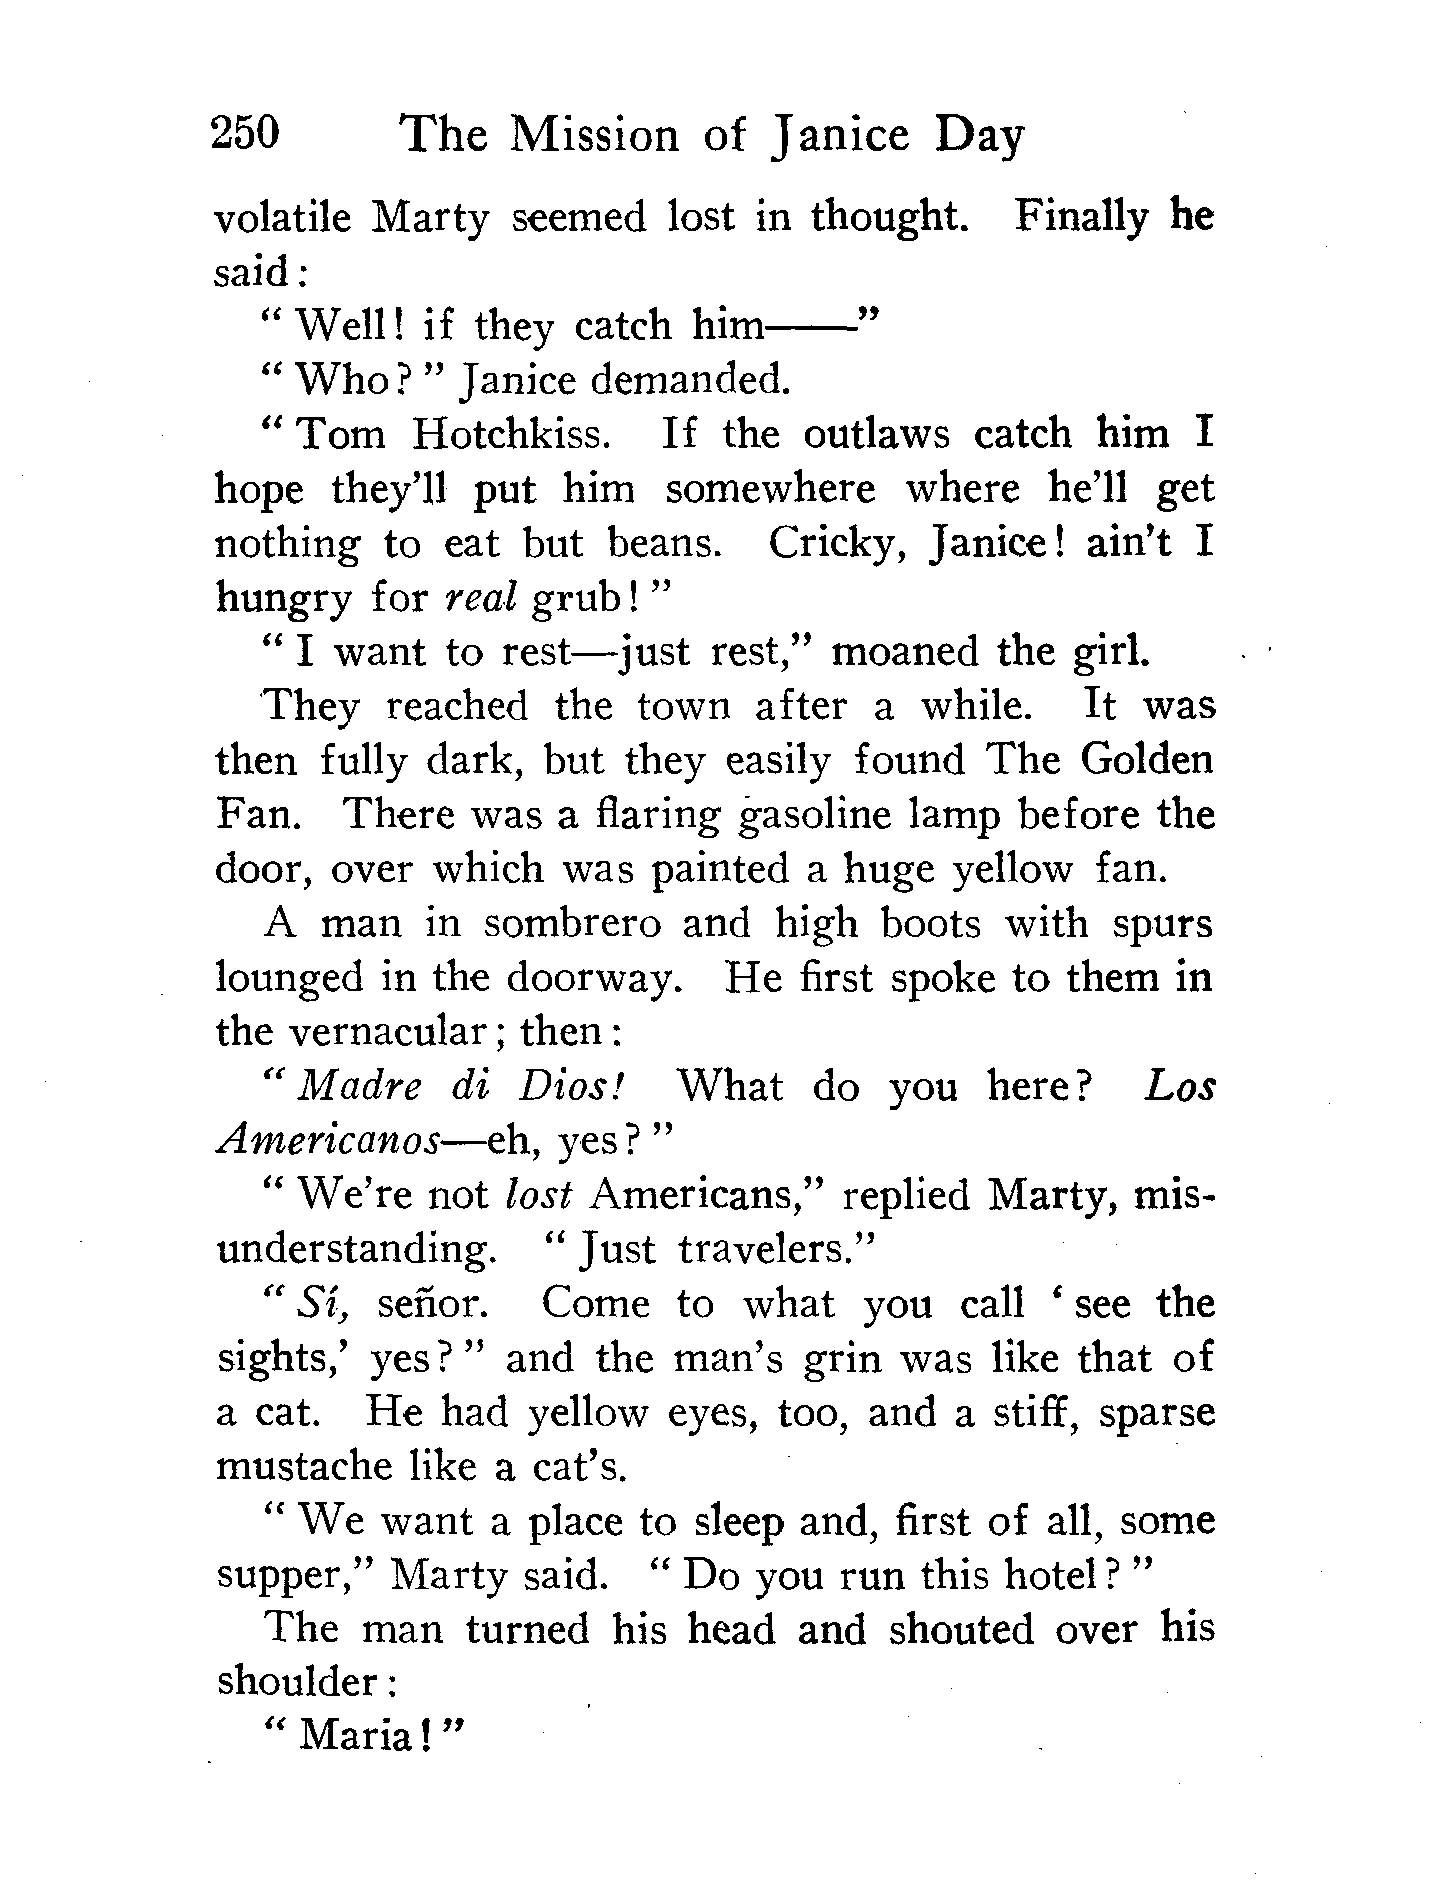 250 The Mission of Janice Day
volatile Marty seemed lost in thought. Finally he
said:
“Well! if they catch him——”
“Who?” Janice demanded.
“Tom Hotchkiss. If the outlaws catch him I
hope they'll put him somewhere where he'll get
nothing to eat but beans. Cricky, Janice! ain't I
hungry for real grub!”
“I want to rest—just rest,” moaned the girl.
They reached the town after a while. It was
then fully dark, but they easily found The Golden
Fan. There was a flaring gasoline lamp before the
door, over which was painted a huge yellow fan.
A man in sombrero and high boots with spurs
lounged in the doorway. He first spoke to them in
the vernacular; then:
“Madre di Dios! What do you here? Los
Americanos—eh, yes?”
“We're not lost Americans,” replied Marty, mis-
understanding. “Just travelers.”
“Sí, señor. Come to what you call ‘see the
sights,’ yes?” and the man's grin was like that of
a cat. He had yellow eyes, too, and a stiff, sparse
mustache like a cat's.
“We want a place to sleep and, first of all, some
supper,” Marty said. “Do you run this hotel?”
The man turned his head and shouted over his
shoulder:
“Maria!”